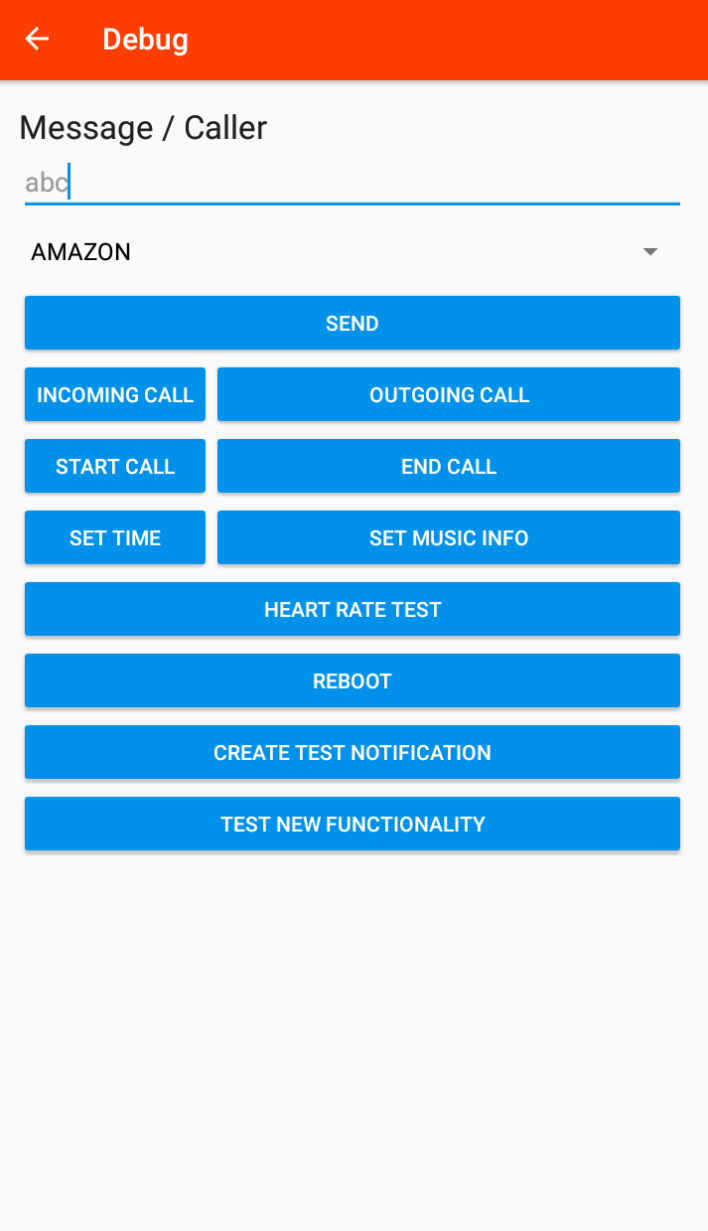 Debug
Message / Caller
abc
AMAZON
SEND
INCOMING CALL OUTGOING CALL
START CALL END CALL
SET TIME SET MUSIC INFO
HEART RATE TEST
REBOOT
CREATE TEST NOTIFICATION
TEST NEW FUNCTIONALITY